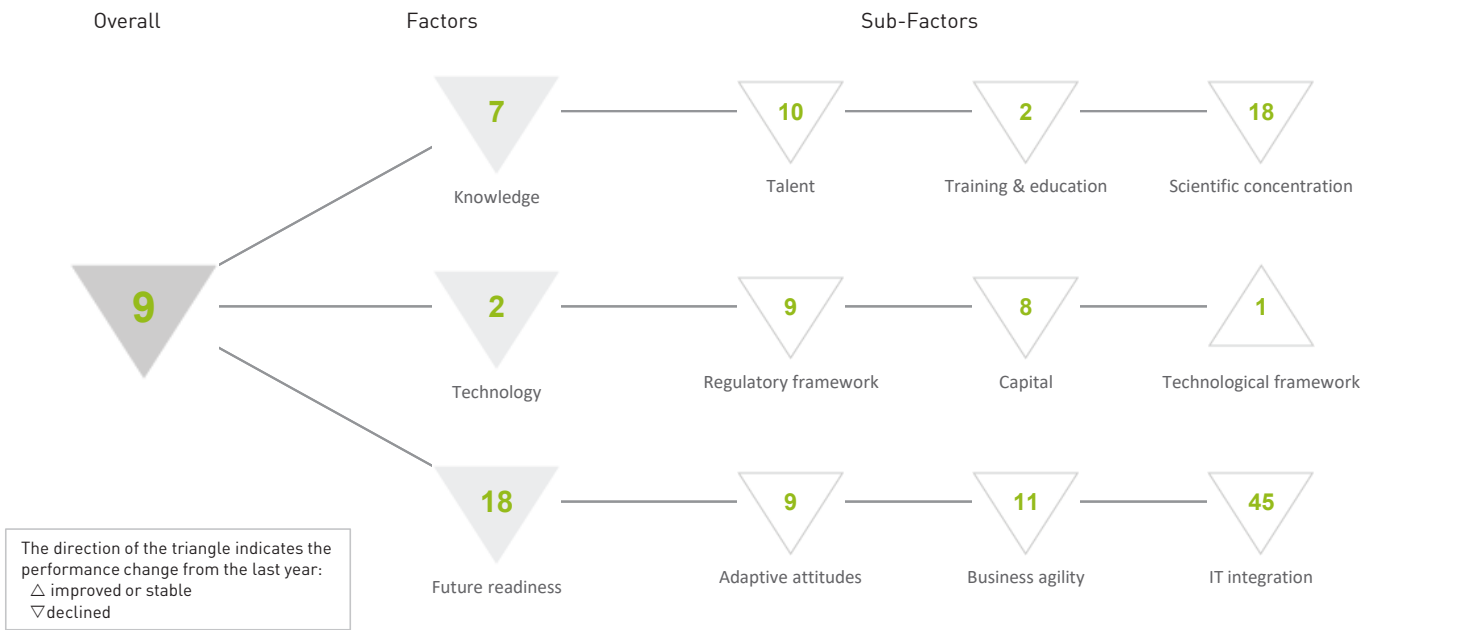 Overall
Factors
Sub-Factors
7
10
2
18
Knowledge
Talent
Training & education
Scientific concentration
9
2
9
8
1
Technology
Regulatory framework
Capital
Technological framework
18
9
11
45
Future readiness
Adaptive attitudes
Business agility
IT integration
The direction of the triangle indicates the
performance change from the last year:
△ improved or stable
▽ declined